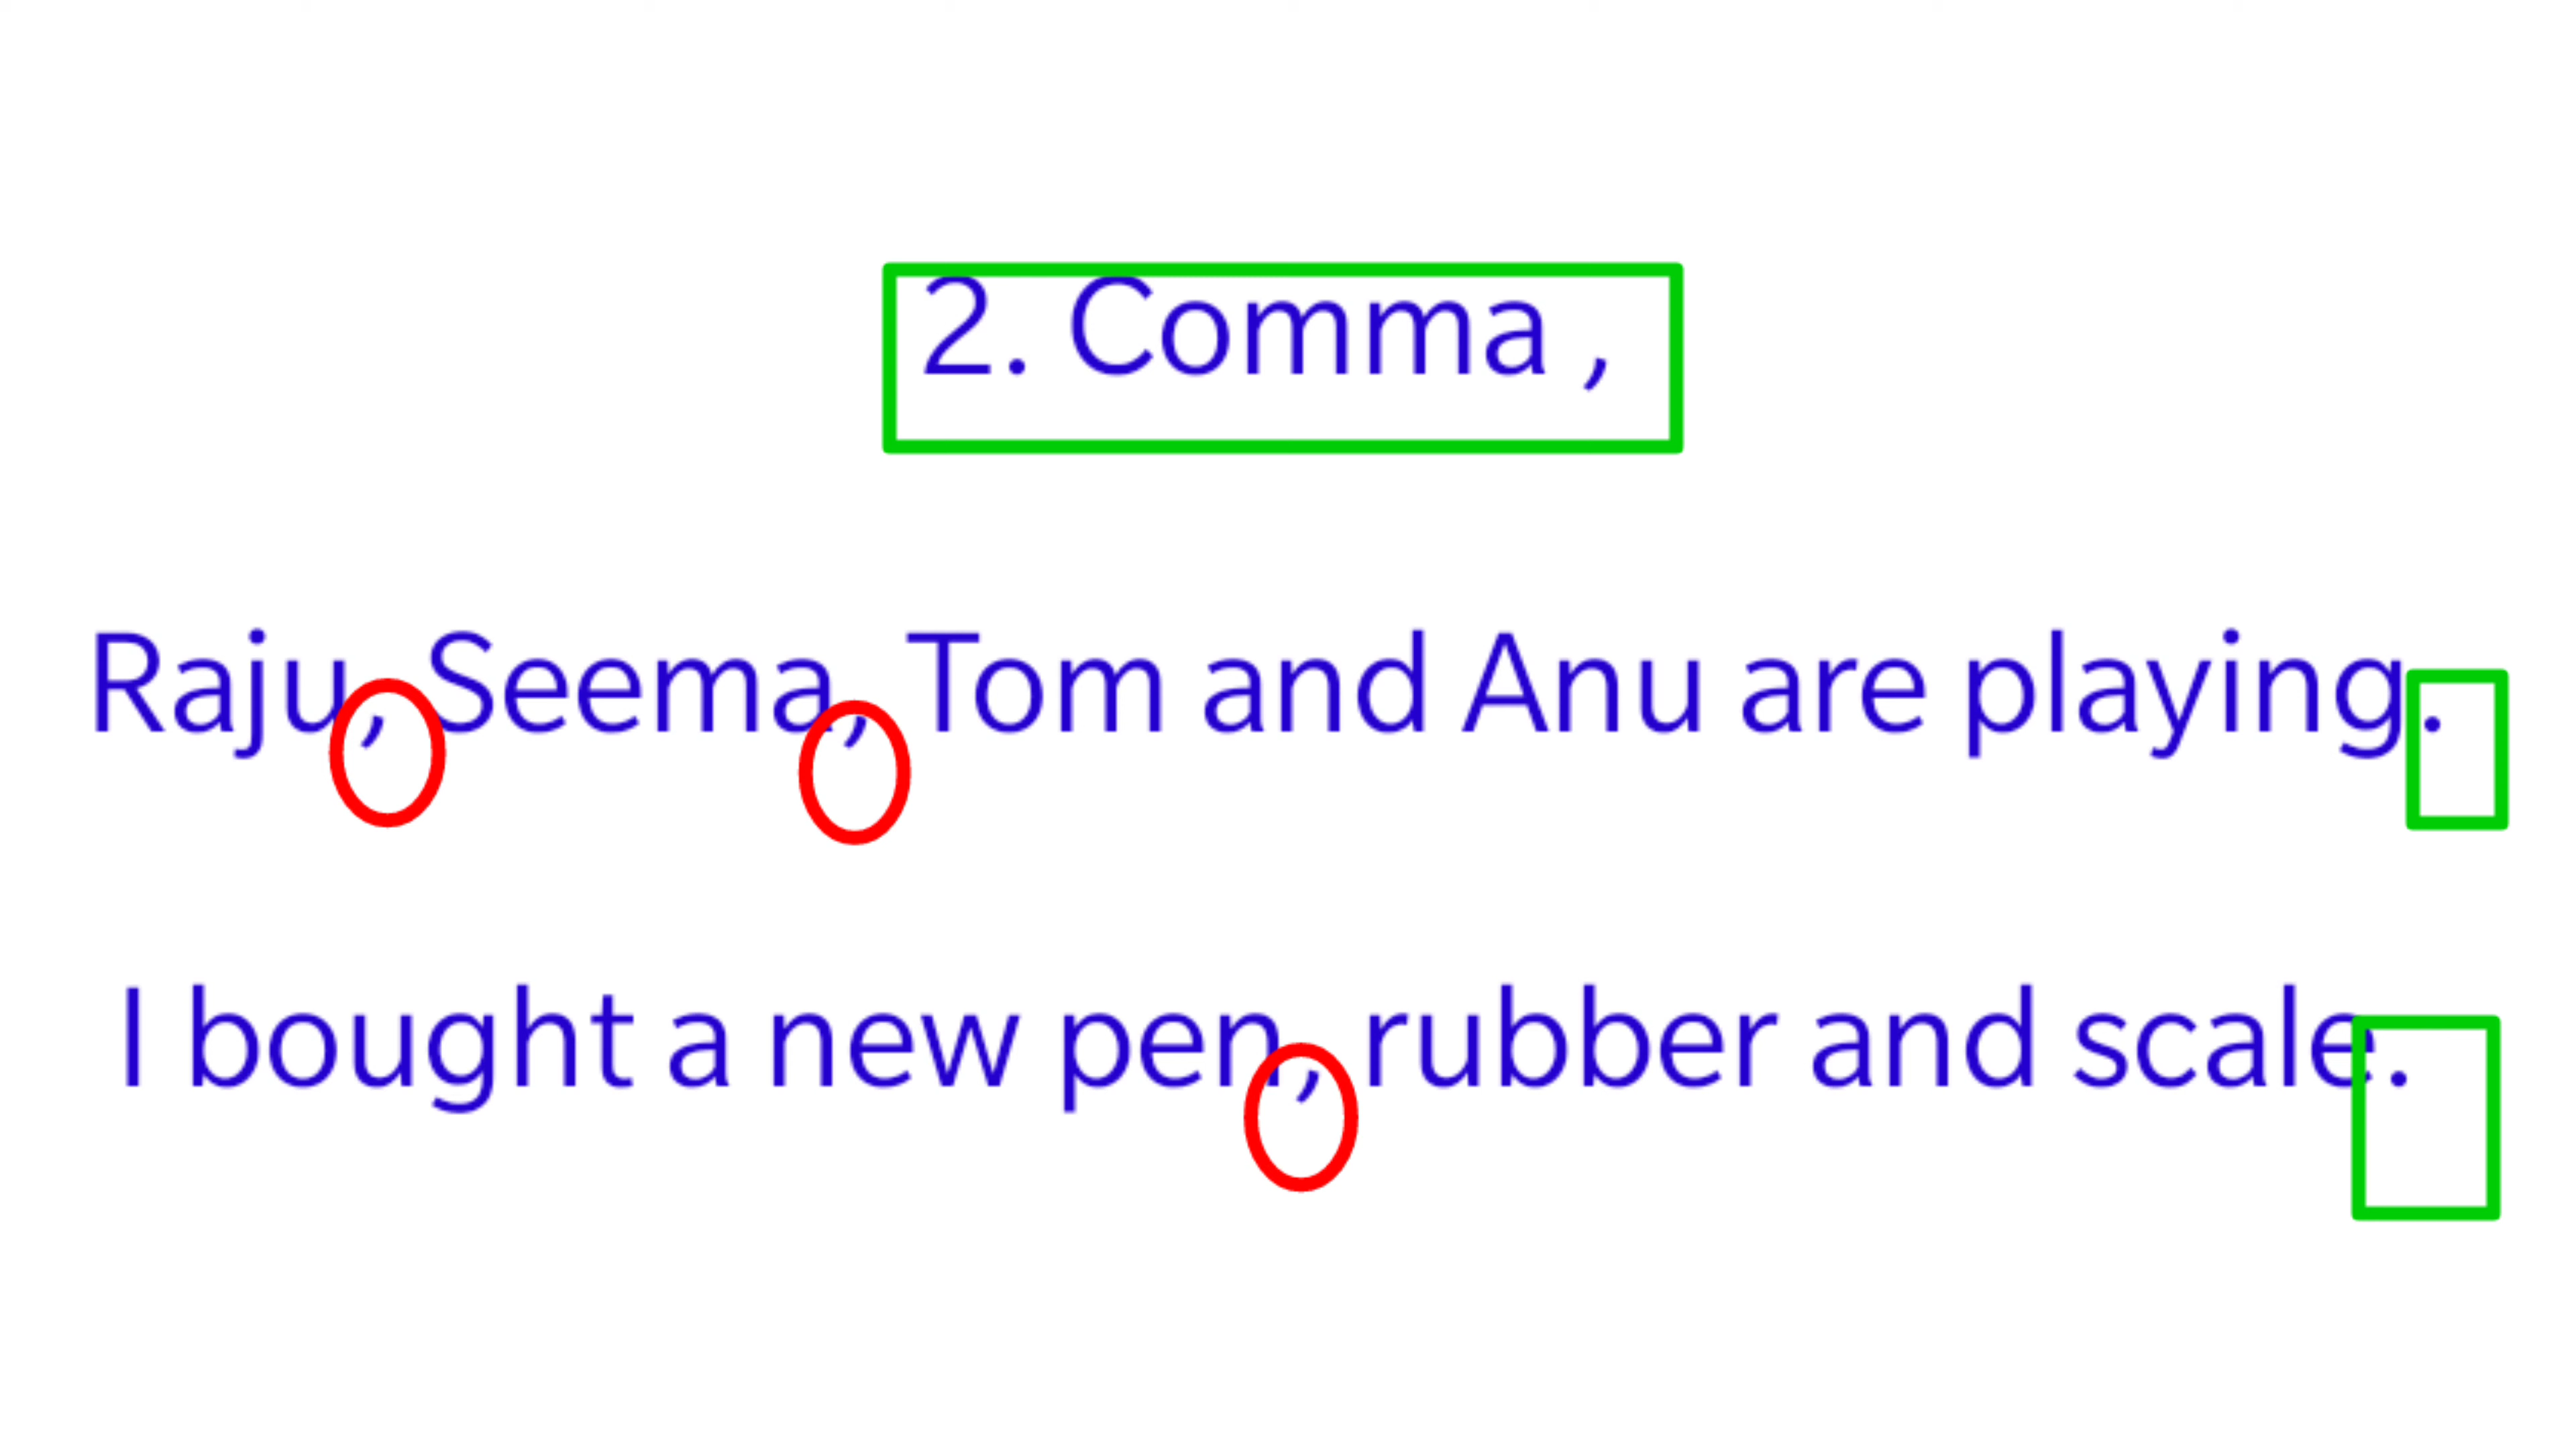 2. Comma ,
Raju, Seema, Tom and Anu are playing.
I bought a new pen, rubber and scale.